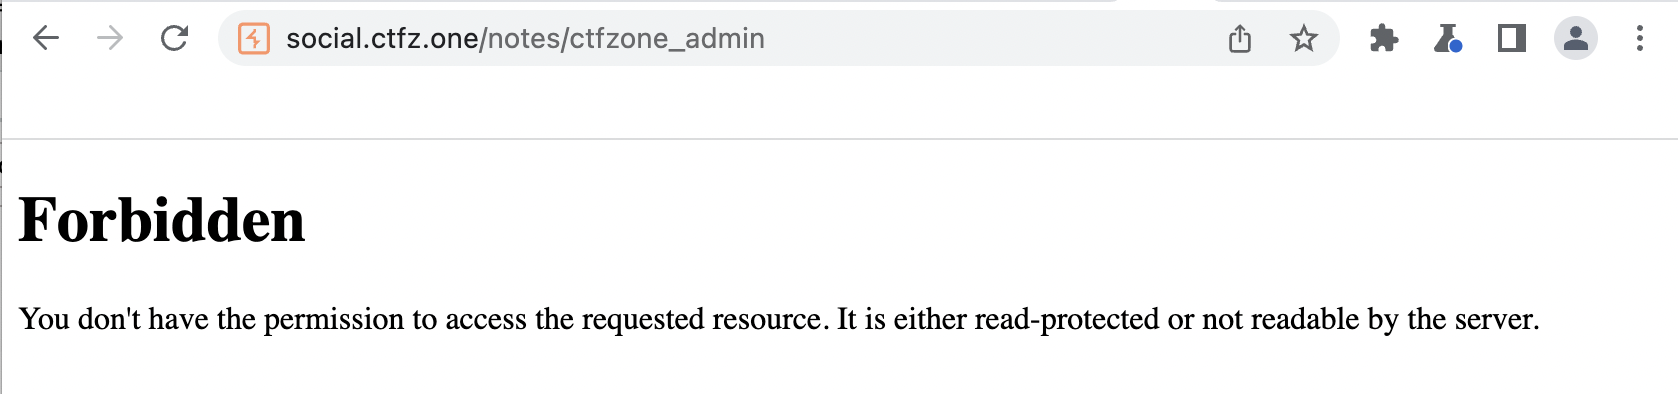 social.ctfz.one/notes/ctfzone_admin
Forbidden
You don't have the permission to access the requested resource. It is either read-protected or not readable by the server.